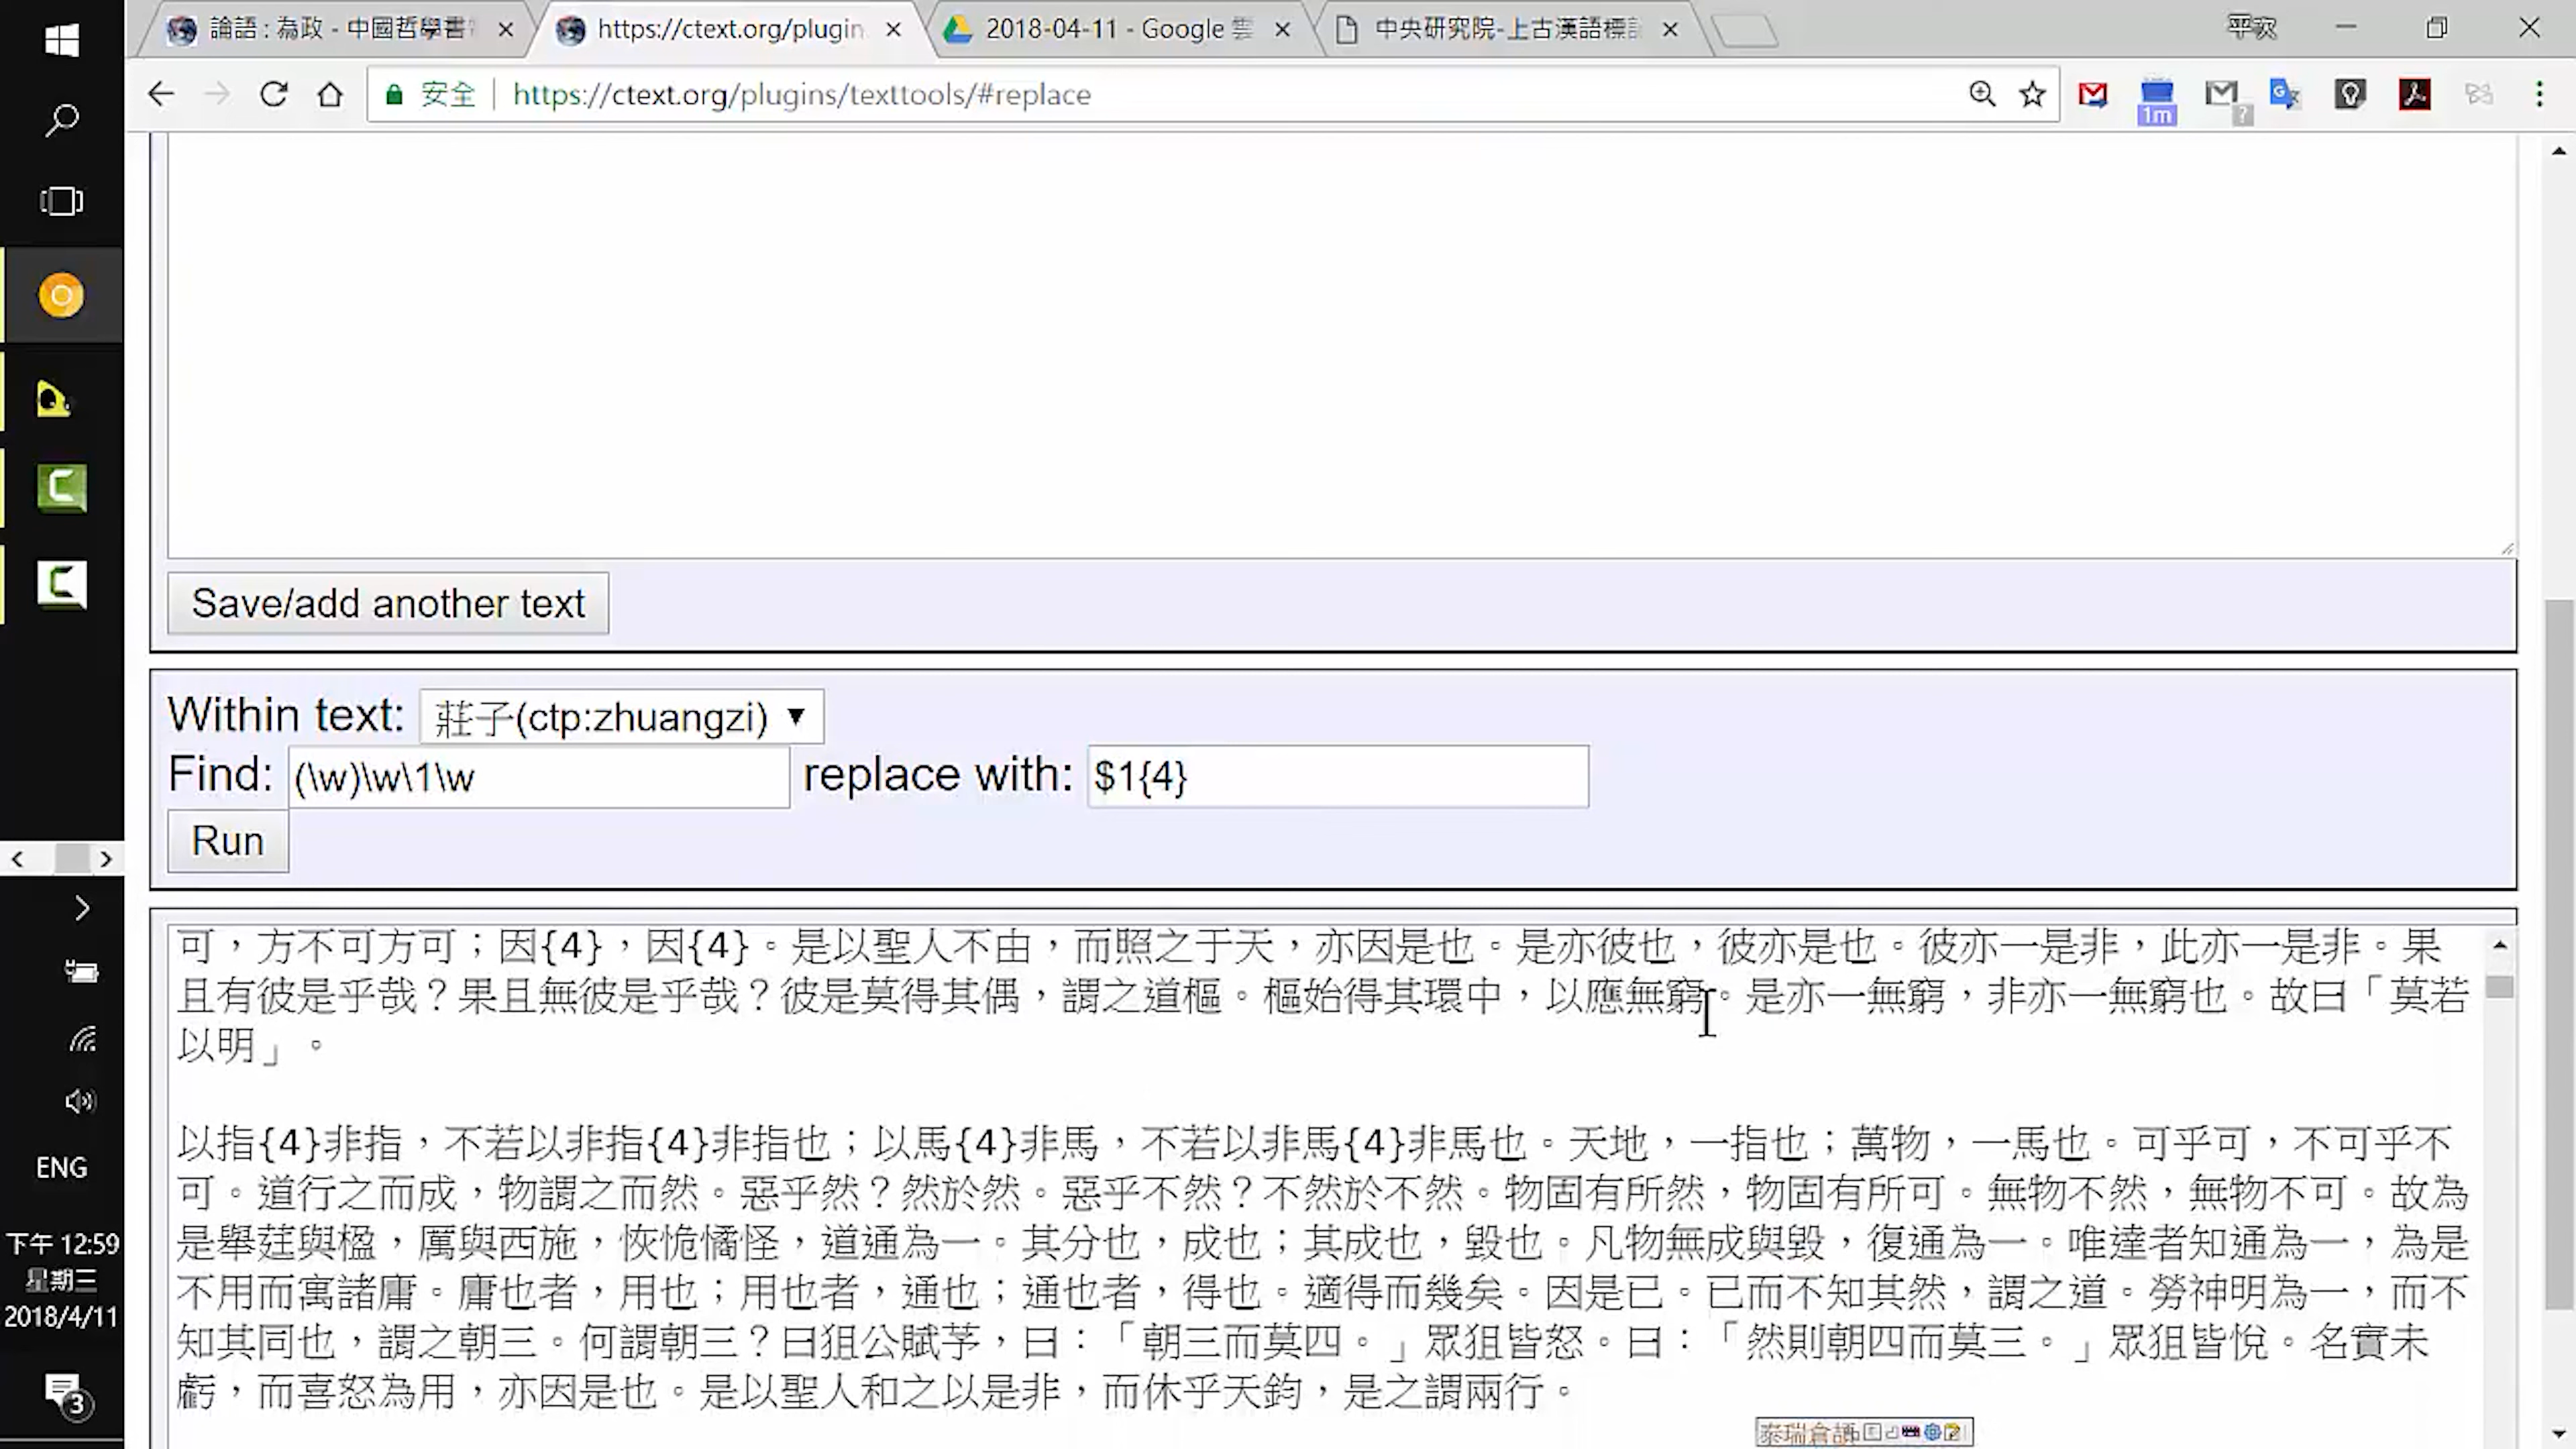 論語 : 為政 - 中國哲學書
https://ctext.org/plugin
2018-04-11 - Google 雲
中央研究院-上古漢語標記
安全 https://ctext.org/plugins/texttools/#replace
1m
Save/add another text
Within text: 莊子(ctp:zhuangzi)
Find: (\w)\w\1\w replace with: $1{4}
Run
可，方不可方可；因{4}，因{4}。是以聖人不由，而照之于天，亦因是也。是亦彼也，彼亦是也。彼亦一是非，此亦一是非。果
且有彼是乎哉？果且無彼是乎哉？彼是莫得其偶，謂之道樞。樞始得其環中，以應無窮。是亦一無窮，非亦一無窮也。故曰「莫若
以明」。
以指{4}非指，不若以非指{4}非指也；以馬{4}非馬，不若以非馬{4}非馬也。天地，一指也；萬物，一馬也。可乎可，不可乎不
可。道行之而成，物謂之而然。惡乎然？然於然。惡乎不然？不然於不然。物固有所然，物固有所可。無物不然，無物不可。故為
是舉莛與楹，厲與西施，恢恑憰怪，道通為一。其分也，成也；其成也，毀也。凡物無成與毀，復通為一。唯達者知通為一，為是
不用而寓諸庸。庸也者，用也；用也者，通也；通也者，得也。適得而幾矣。因是已。已而不知其然，謂之道。勞神明為一，而不
知其同也，謂之朝三。何謂朝三？曰狙公賦芧，曰：「朝三而莫四。」眾狙皆怒。曰：「然則朝四而莫三。」眾狙皆悅。名實未
虧，而喜怒為用，亦因是也。是以聖人和之以是非，而休乎天鈞，是之謂兩行。
ENG
下午 12:59
星期三
2018/4/11
3